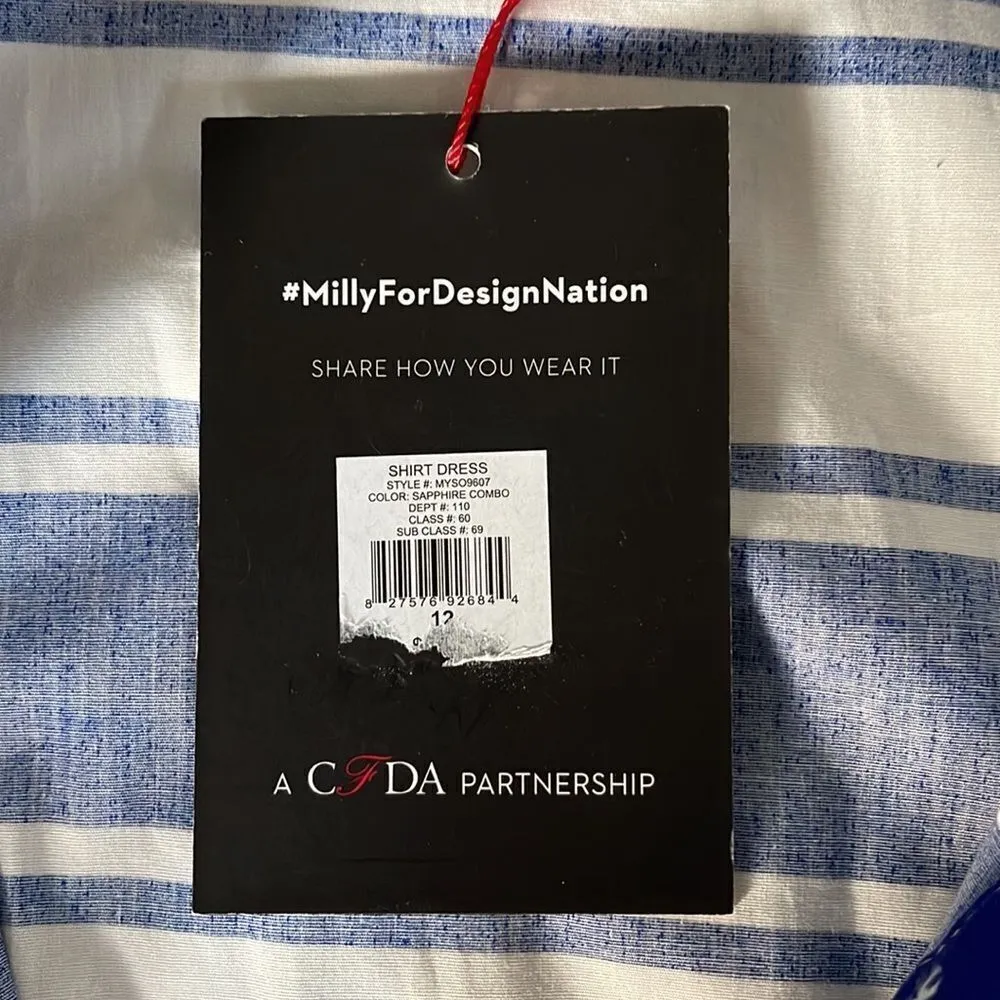 #MillyForDesignNation
SHARE HOW YOU WEAR IT
SHIRT DRESS
STYLE #: MYSO9607
COLOR: SAPPHIRE COMBO
DEPT #: 110
CLASS #: 60
SUB CLASS #: 69
8 27576 92684 4
12
A CFDA PARTNERSHIP